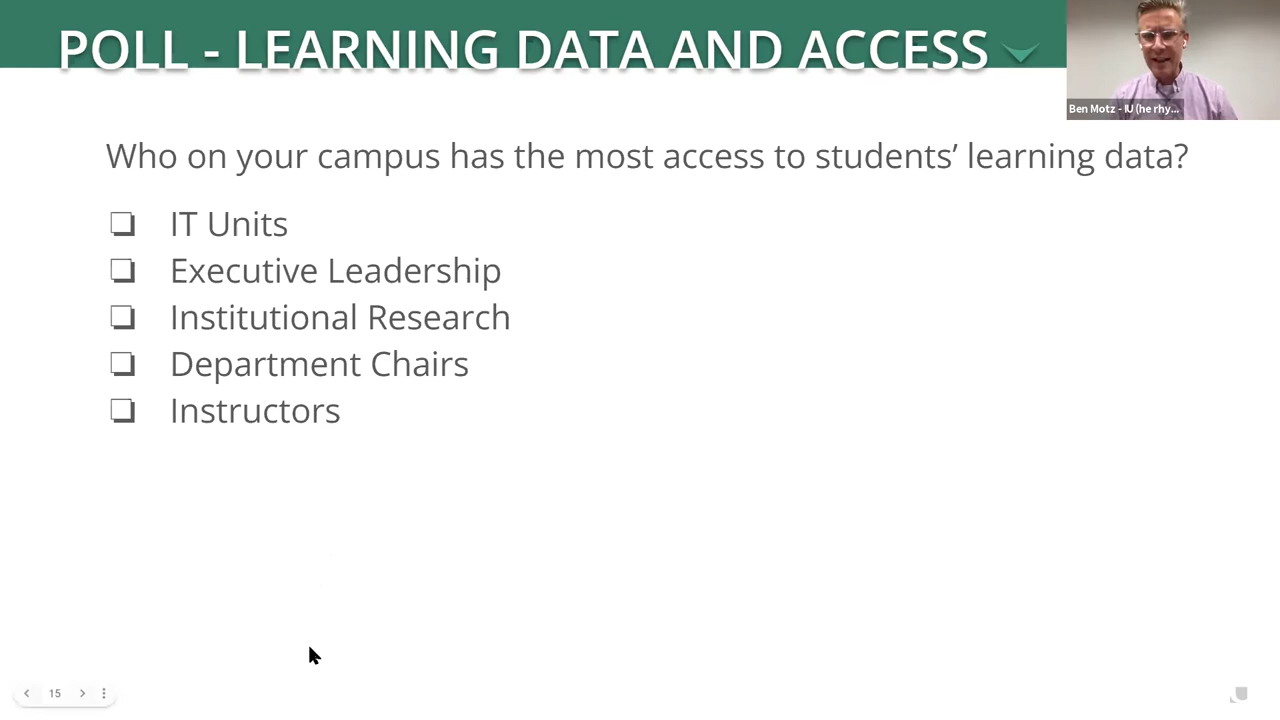 POLL - LEARNING DATA AND ACCESS
Ben Motz - IU (he rhy...
Who on your campus has the most access to students’ learning data?
IT Units
Executive Leadership
Institutional Research
Department Chairs
Instructors
15